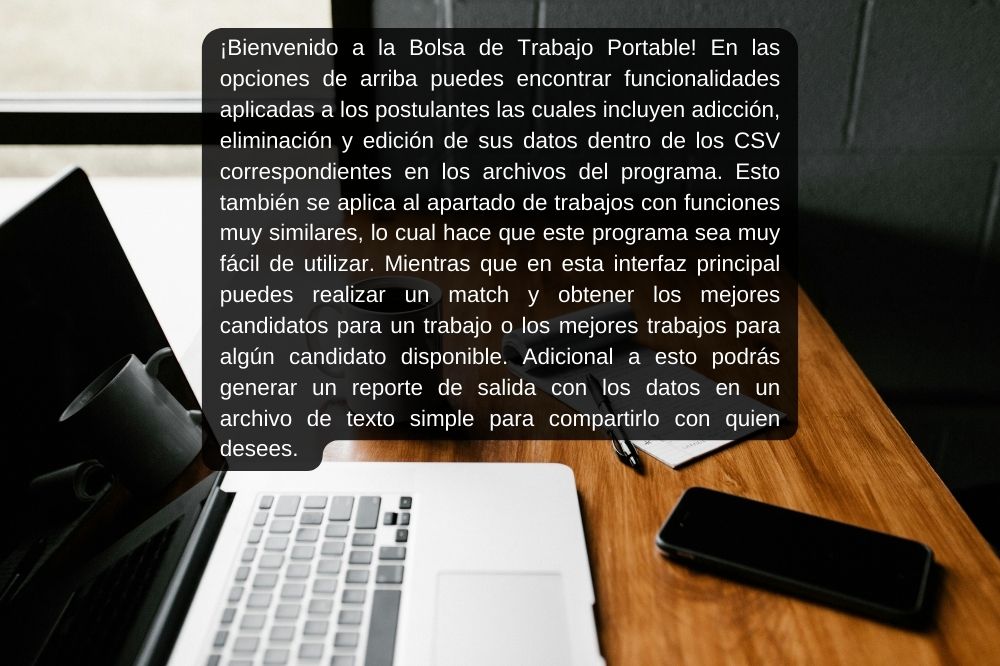 ¡Bienvenido a la Bolsa de Trabajo Portable! En las
opciones de arriba puedes encontrar funcionalidades
aplicadas a los postulantes las cuales incluyen adicción,
eliminación y edición de sus datos dentro de los CSV
correspondientes en los archivos del programa. Esto
también se aplica al apartado de trabajos con funciones
muy similares, lo cual hace que este programa sea muy
fácil de utilizar. Mientras que en esta interfaz principal
puedes realizar un match y obtener los mejores
candidatos para un trabajo o los mejores trabajos para
algún candidato disponible. Adicional a esto podrás
generar un reporte de salida con los datos en un
archivo de texto simple para compartirlo con quien
desees.